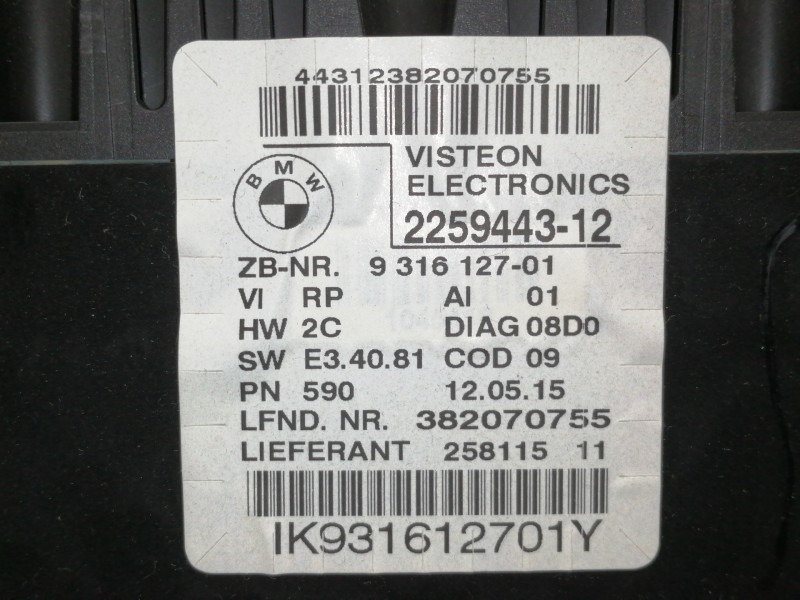 44312382070755
BMW
VISTEON
ELECTRONICS
2259443-12
ZB-NR. 9 316 127-01
VI RP AI 01
HW 2C DIAG 08D0
SW E3.40.81 COD 09
PN 590 12.05.15
LFND. NR. 382070755
LIEFERANT 258115 11
IK931612701Y